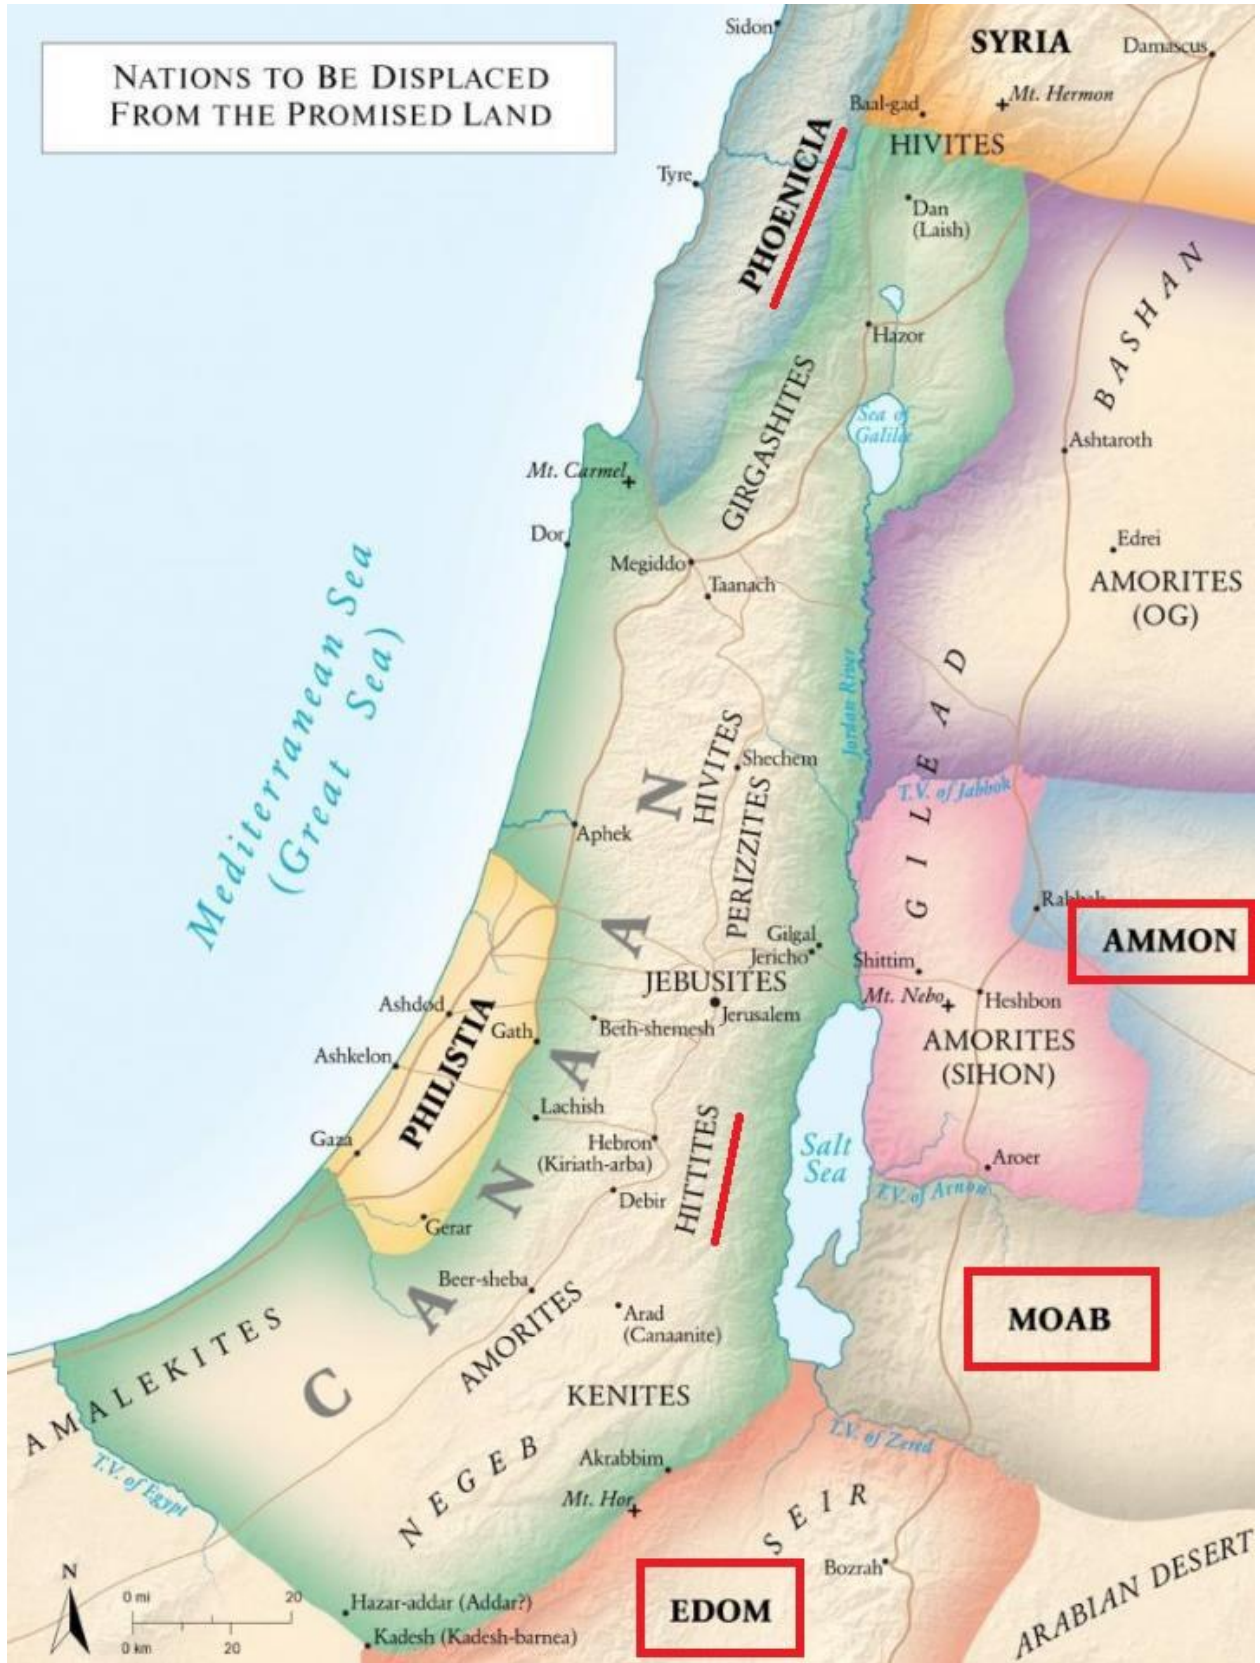 NATIONS TO BE DISPLACED
FROM THE PROMISED LAND
Sidon
SYRIA
Damascus
Baal-gad
Mt. Hermon
HIVITES
PHOENICIA
Tyre
Dan
(Laish)
BASHAN
Hazor
GIRGASHITES
Sea of
Galilee
Ashtaroth
Mt. Carmel
Dor
Edrei
Megiddo
Taanach
AMORITES
(OG)
Mediterranean Sea
(Great Sea)
Jordan River
GILEAD
HIVITES
Shechem
PERIZZITES
T.V. of Jabbok
CANAAN
Aphek
Rabbah
AMMON
Gilgal
Jericho
Shittim
JEBUSITES
Jerusalem
Mt. Nebo
Heshbon
Ashdod
PHILISTIA
Gath
Beth-shemesh
AMORITES
(SIHON)
Ashkelon
Lachish
HITTITES
Salt
Sea
Gaza
Hebron
(Kiriath-arba)
Aroer
T.V. of Arnon
Debir
Gerar
Beer-sheba
AMORITES
Arad
(Canaanite)
MOAB
AMALEKITES
KENITES
T.V. of Zered
NEGEB
Akrabbim
T.V. of Egypt
Mt. Hor
SEIR
Bozrah
ARABIAN DESERT
EDOM
N
0 mi 20
0 km 20
Hazar-addar (Addar?)
Kadesh (Kadesh-barnea)